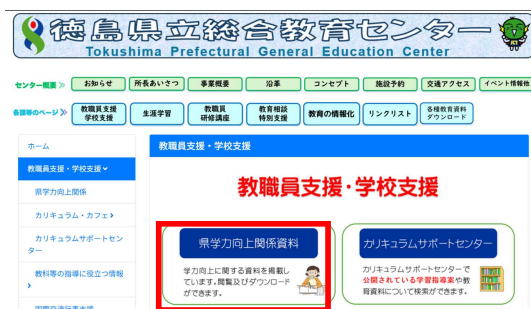 徳島県立総合教育センター
Tokushima Prefectural General Education Center
センター概要 お知らせ 所長あいさつ 事業概要 沿革 コンセプト 施設予約 交通アクセス イベント情報他
各課等のページ 教職員支援 学校支援 生涯学習 教職員 研修講座 教育相談 特別支援 教育の情報化 リンクリスト 各種教育資料 ダウンロード
ホーム
教職員支援・学校支援
県学力向上関係
カリキュラム・カフェ
カリキュラムサポートセン
ター
教科等の指導に役立つ情報
教職員支援・学校支援
教職員支援・学校支援
県学力向上関係資料
学力向上に関する
資料を掲載し
ています。閲覧及び
ダウンロード
ができます。
カリキュラムサポートセンター
カリキュラムサポートセンターで
公開されている学習指導案や教
育資料について検索ができます。